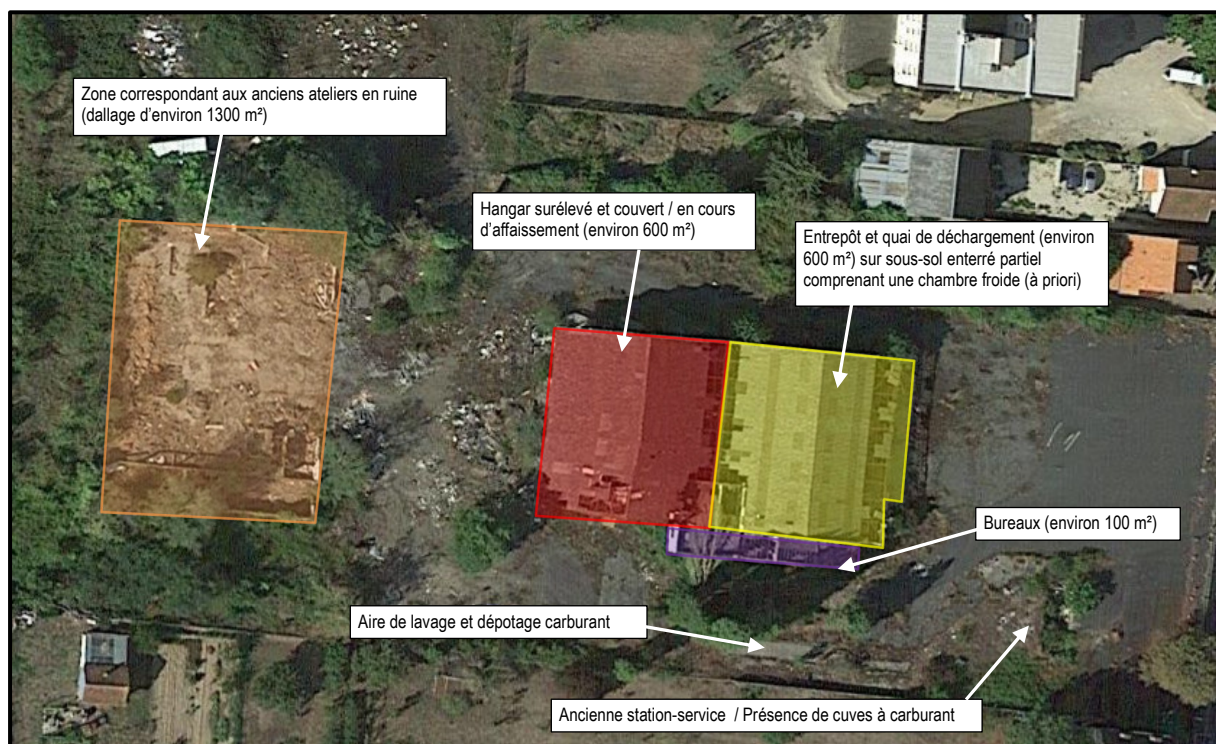 Zone correspondant aux anciens ateliers en ruine
(dallage d'environ 1300 m²)
Hangar surélevé et couvert / en cours
d'affaissement (environ 600 m²)
Entrepôt et quai de déchargement (environ
600 m²) sur sous-sol enterré partiel
comprenant une chambre froide (à priori)
Bureaux (environ 100 m²)
Aire de lavage et dépotage carburant
Ancienne station-service / Présence de cuves à carburant